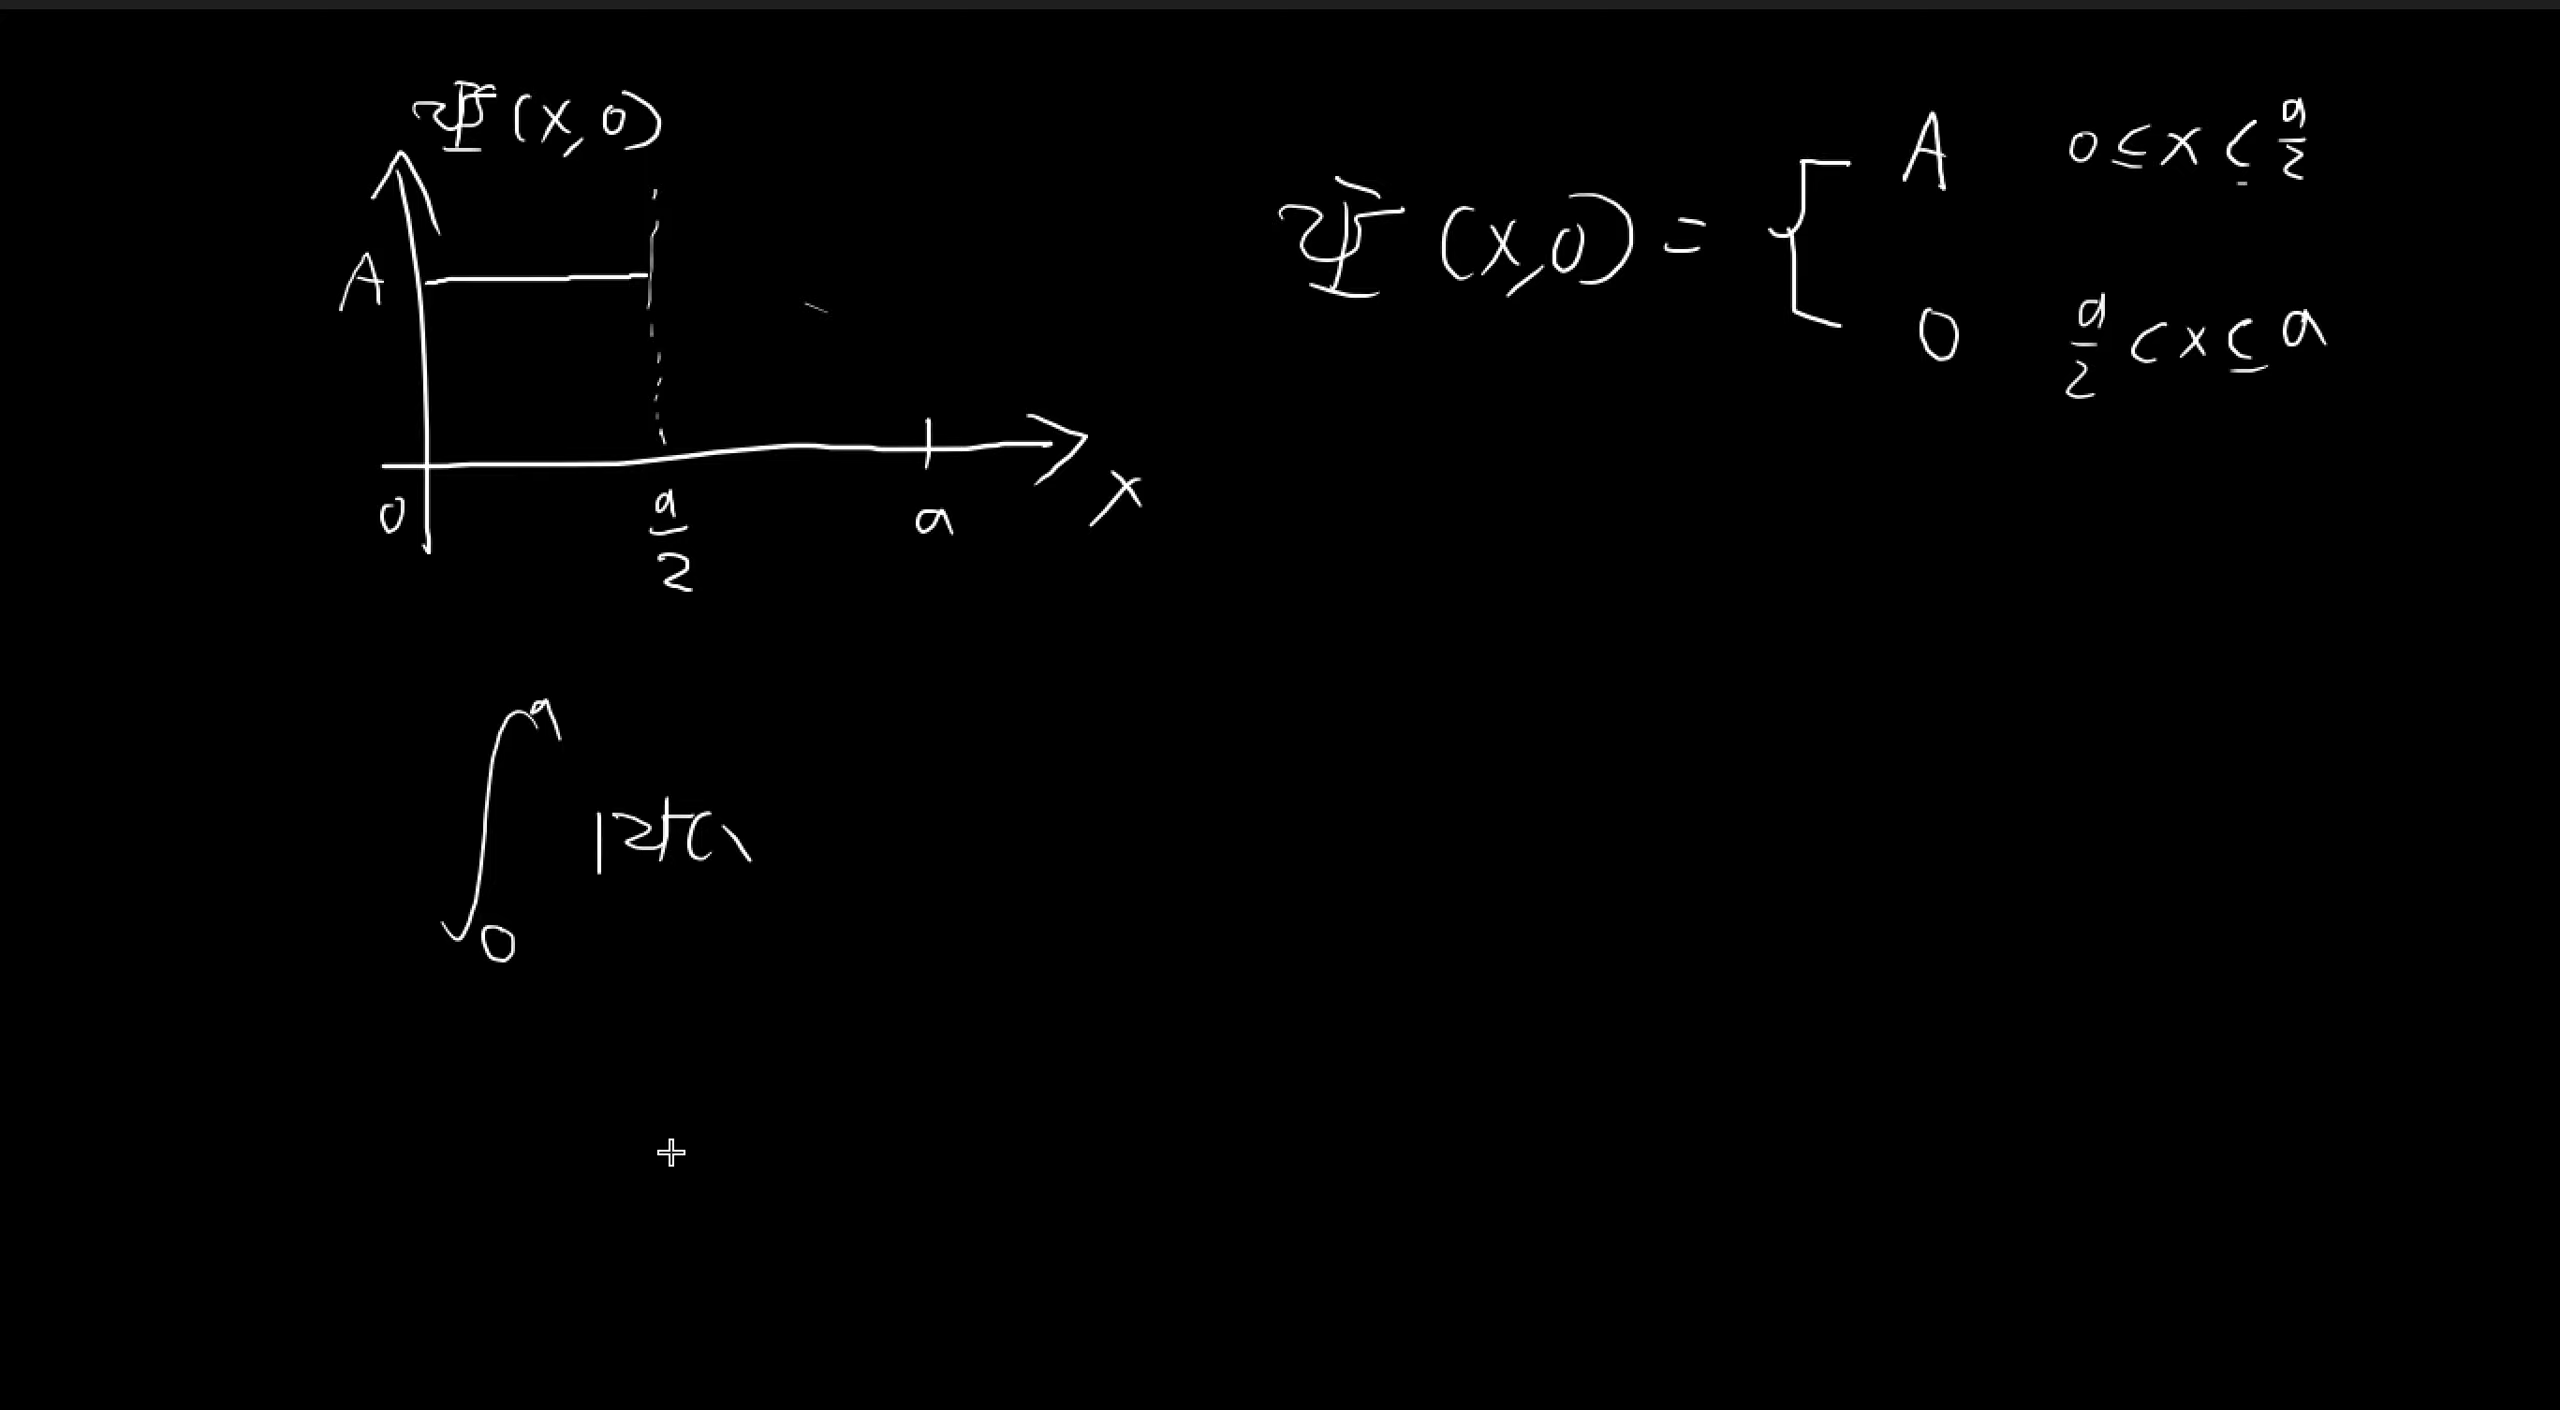 Ψ(x,0)
A
0 a/2 a x
Ψ(x,0) = { A 0≤x≤a/2
0 a/2<x≤a
∫₀ᵃ |Ψ(